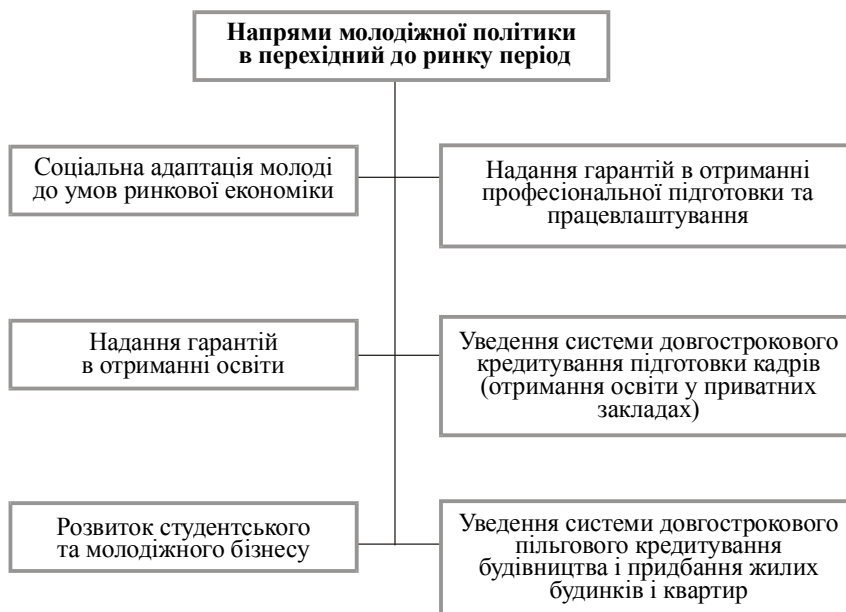 Напрями молодіжної політики
в перехідний до ринку період
Соціальна адаптація молоді
до умов ринкової економіки
Надання гарантій в отриманні
професіональної підготовки та
працевлаштування
Надання гарантій
в отриманні освіти
Уведення системи довгострокового
кредитування підготовки кадрів
(отримання освіти у приватних
закладах)
Розвиток студентського
та молодіжного бізнесу
Уведення системи довгострокового
пільгового кредитування
будівництва і придбання жилих
будинків і квартир